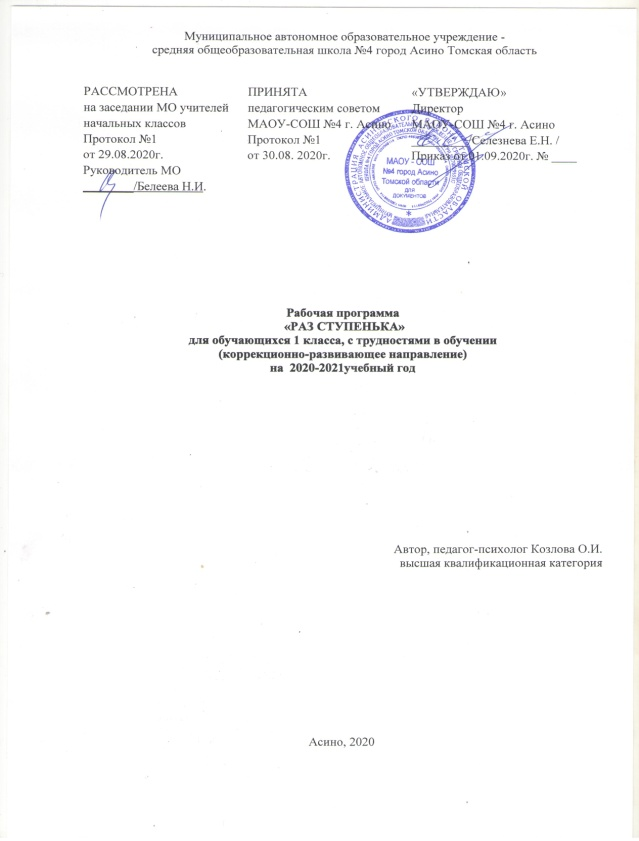 Муниципальное автономное образовательное учреждение -
средняя общеобразовательная школа №4 город Асино Томская область
РАССМОТРЕНА
на заседании МО учителей
начальных классов
Протокол №1
от 29.08.2020г.
Руководитель МО
________/Белеева Н.И.
ПРИНЯТА
педагогическим советом
МАОУ-СОШ №4 г. Асино
Протокол №1
от 30.08. 2020г.
«УТВЕРЖДАЮ»
Директор
МАОУ-СОШ №4 г. Асино
/Селезнева Е.Н. /
Приказ от 01.09.2020г. № ____
МАОУ - СОШ
№4 город Асино
Томской области
ДЛЯ
ДОКУМЕНТОВ
Рабочая программа
«РАЗ СТУПЕНЬКА»
для обучающихся 1 класса, с трудностями в обучении
(коррекционно-развивающее направление)
на 2020-2021учебный год
Автор, педагог-психолог Козлова О.И.
высшая квалификационная категория
Асино, 2020